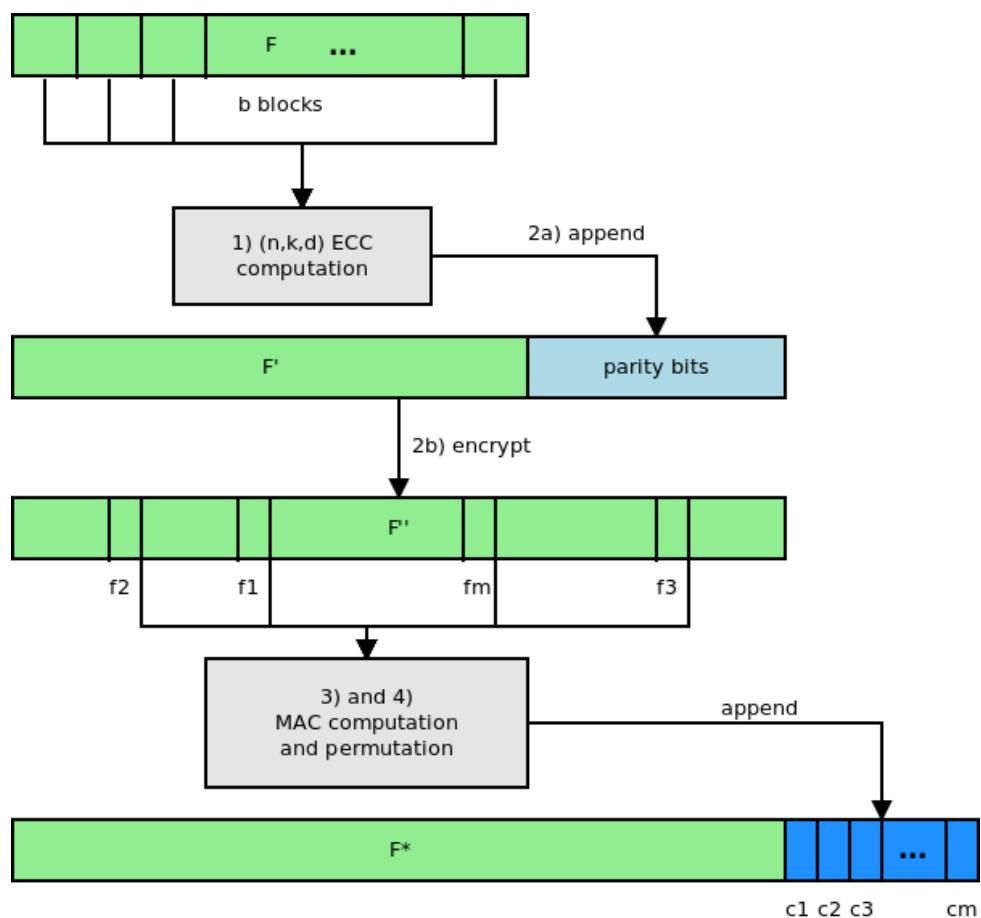 F ...
b blocks
1) (n,k,d) ECC
computation
2a) append
F'
parity bits
2b) encrypt
F''
f2
f1
fm
f3
3) and 4)
MAC computation
and permutation
append
F*
...
c1 c2 c3
cm